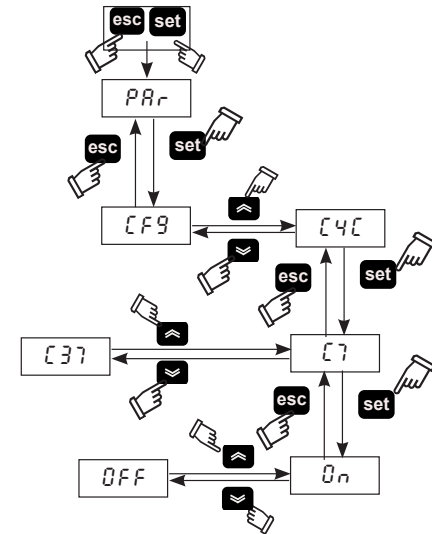 esc set
PAr
esc set
CF9
C4C
esc set
C37
C7
esc set
OFF
On